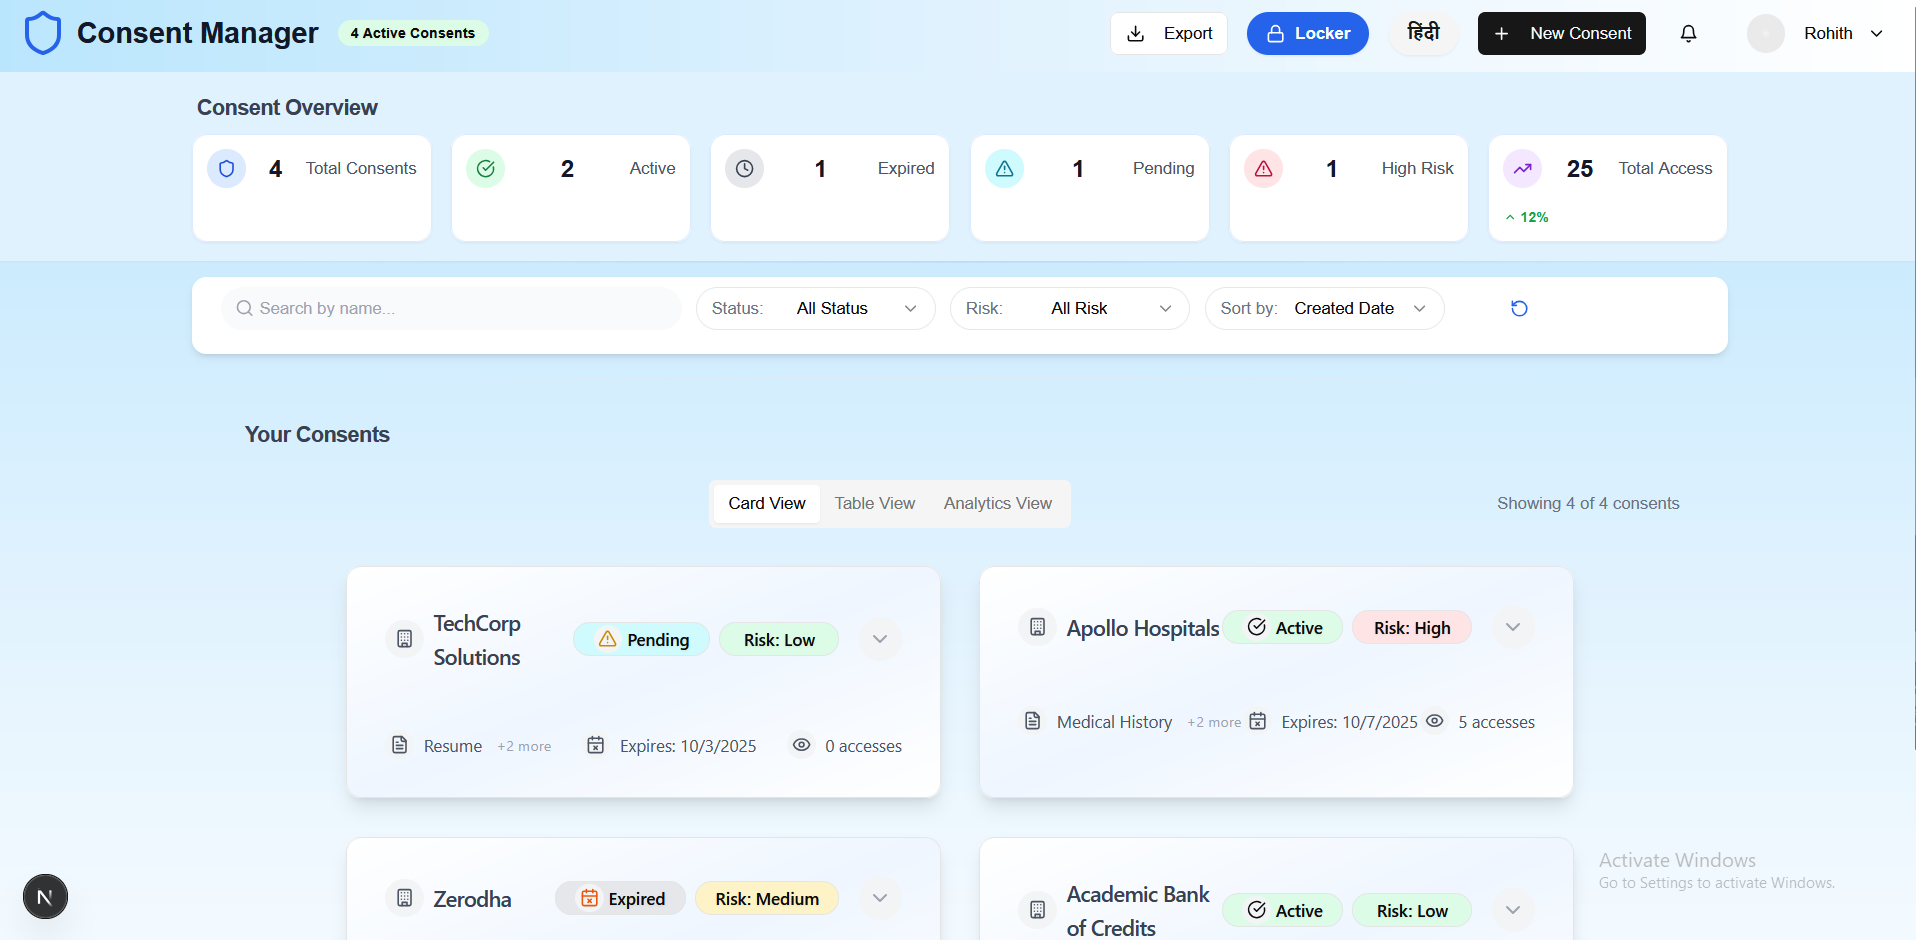 Consent Manager 4 Active Consents Export Locker हिंदी New Consent Rohith
Consent Overview
4 Total Consents
2 Active
1 Expired
1 Pending
1 High Risk
25 Total Access
12%
Search by name... Status: All Status Risk: All Risk Sort by: Created Date
Your Consents
Card View Table View Analytics View Showing 4 of 4 consents
TechCorp
Solutions
Pending Risk: Low
Resume +2 more Expires: 10/3/2025 0 accesses
Apollo Hospitals Active Risk: High
Medical History +2 more Expires: 10/7/2025 5 accesses
Zerodha Expired Risk: Medium
Academic Bank
of Credits
Active Risk: Low
Activate Windows
Go to Settings to activate Windows.
N